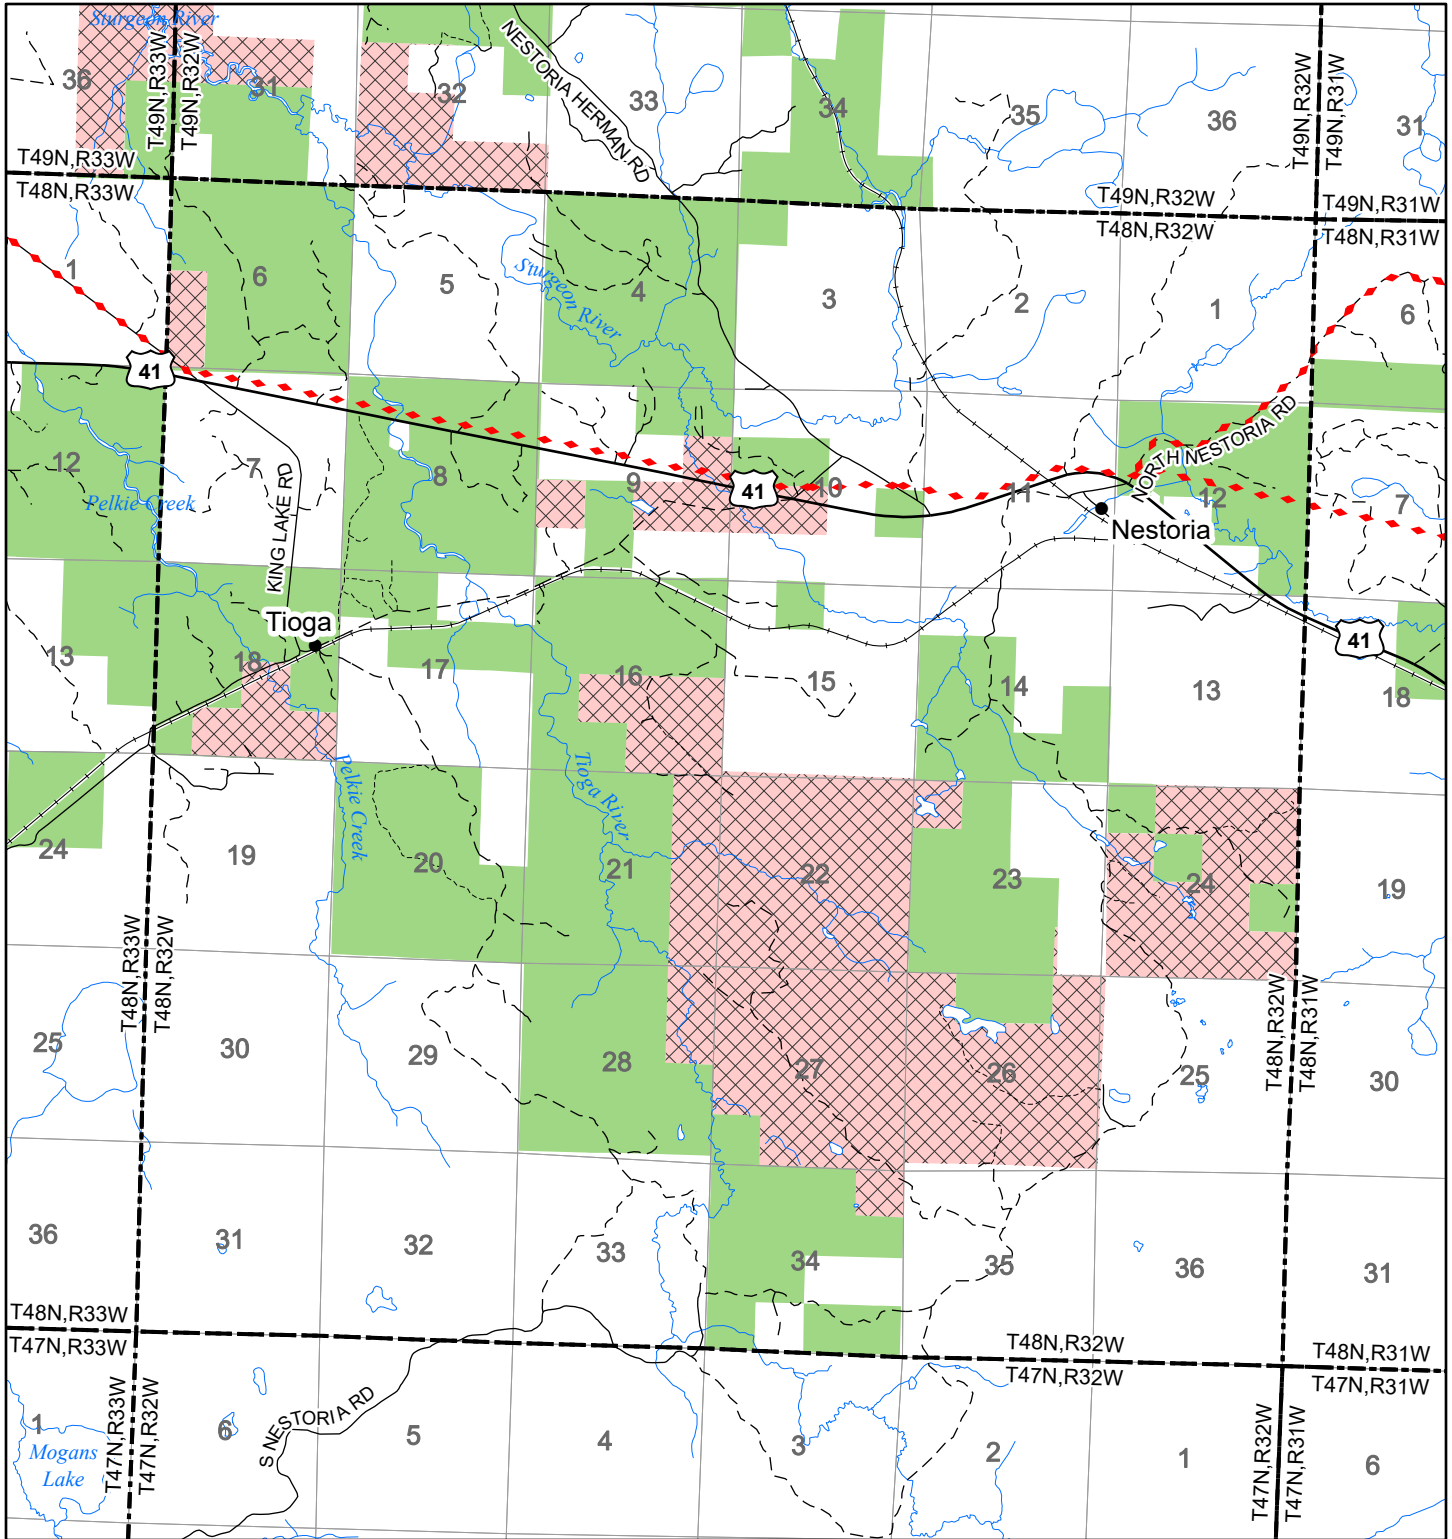 Sturgeon River
NESTORIA HERMAN RD
T49N,R33W
T49N,R32W
T49N,R32W
T49N,R31W
36
31
32
33
34
35
36
31
T49N,R33W
T48N,R33W
T49N,R32W
T48N,R32W
T49N,R31W
T48N,R31W
1
6
5
Sturgeon River
4
3
2
1
6
41
NORTH NESTORIA RD
12
Pelkie Creek
7
KING LAKE RD
8
9
41
10
11
12
7
Nestoria
Tioga
41
13
18
17
16
15
14
13
18
Pelkie Creek
Tioga River
24
19
20
21
22
23
24
19
T48N,R33W
T48N,R32W
T48N,R32W
T48N,R31W
25
30
29
28
27
26
25
30
36
31
32
33
34
35
36
31
T48N,R33W
T47N,R33W
T48N,R32W
T47N,R32W
T48N,R31W
T47N,R31W
T47N,R33W
T47N,R32W
T47N,R32W
T47N,R31W
S NESTORIA RD
1
Mogans
Lake
6
5
4
3
2
1
6